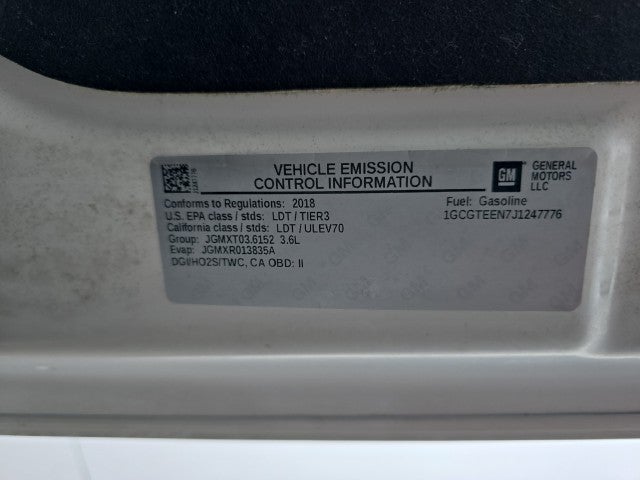 VEHICLE EMISSION
CONTROL INFORMATION
GM
GENERAL
MOTORS
LLC
Conforms to Regulations: 2018
U.S. EPA class / stds: LDT / TIER3
California class / stds: LDT / ULEV70
Group: JGMXT03.6152 3.6L
Evap: JGMXR013835A
DGI/HO2S/TWC, CA OBD: II
Fuel: Gasoline
1GCGTEEN7J1247776